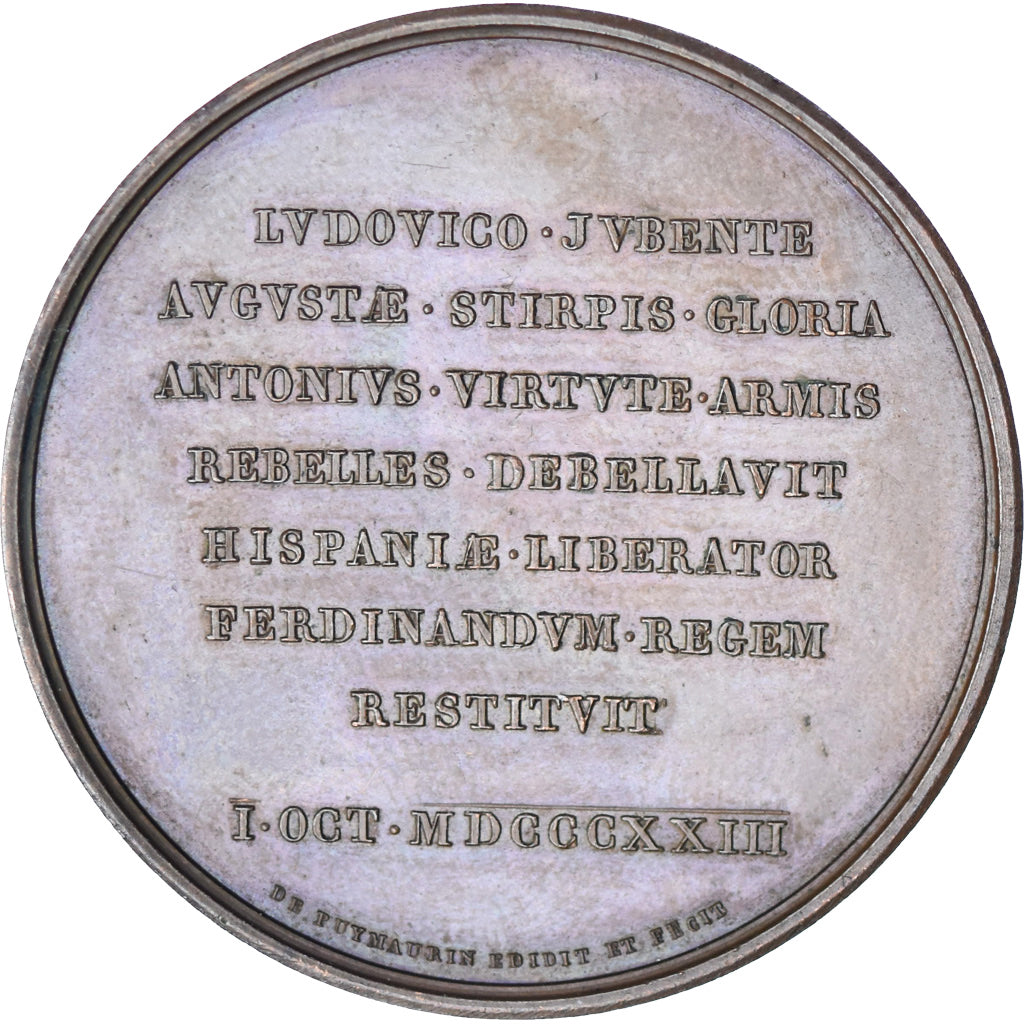 LVDOVICO · JVBENTE
AVGVSTÆ · STIRPIS · GLORIA
ANTONIVS · VIRTVTE · ARMIS
REBELLES · DEBELLAVIT
HISPANIÆ · LIBERATOR
FERDINANDVM · REGEM
RESTITVIT
I · OCT · MDCCCXXIII
DE PUYMAURIN EDIDIT ET FECIT